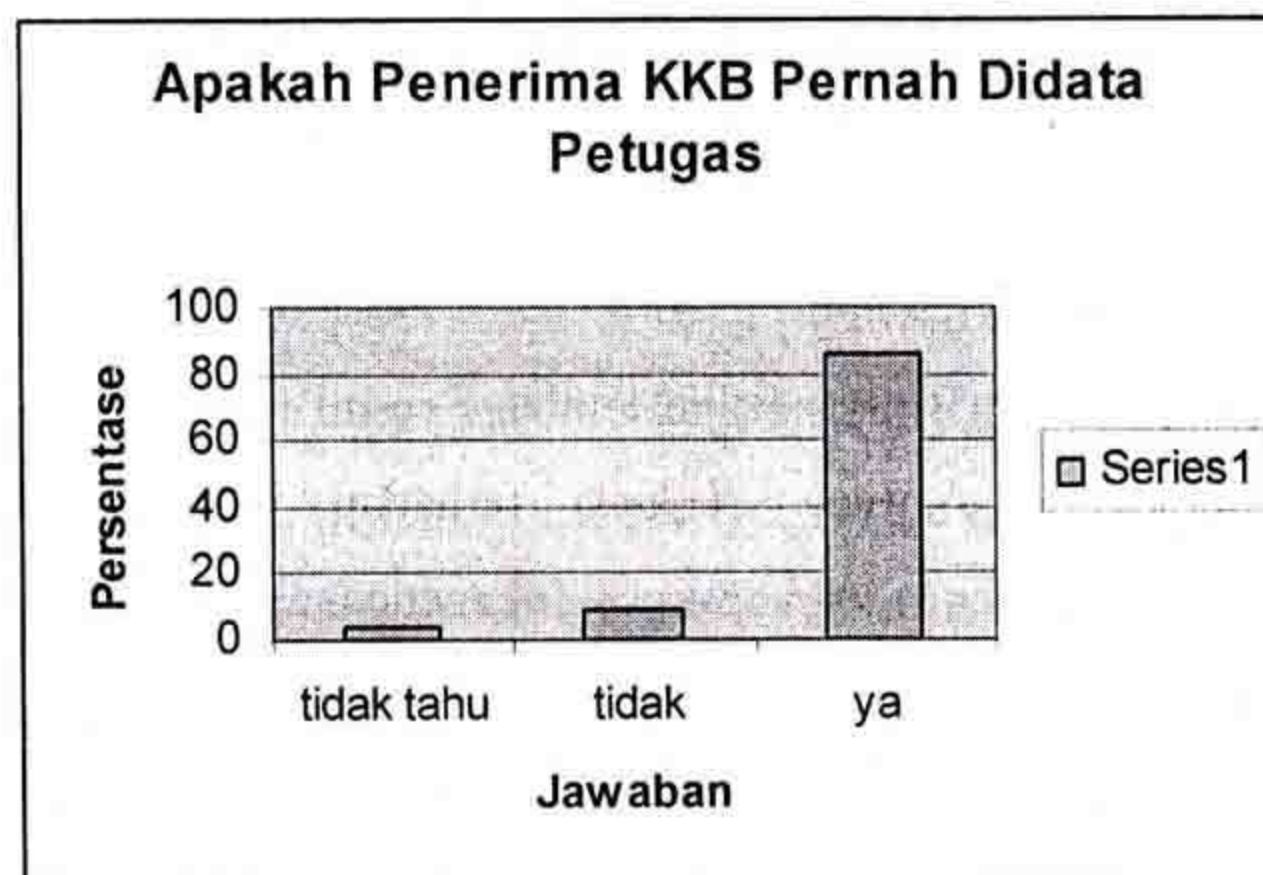 Apakah Penerima KKB Pernah Didata
Petugas
100
80
60
40
20
0
Persentase
tidak tahu
tidak
ya
Jawaban
Series1